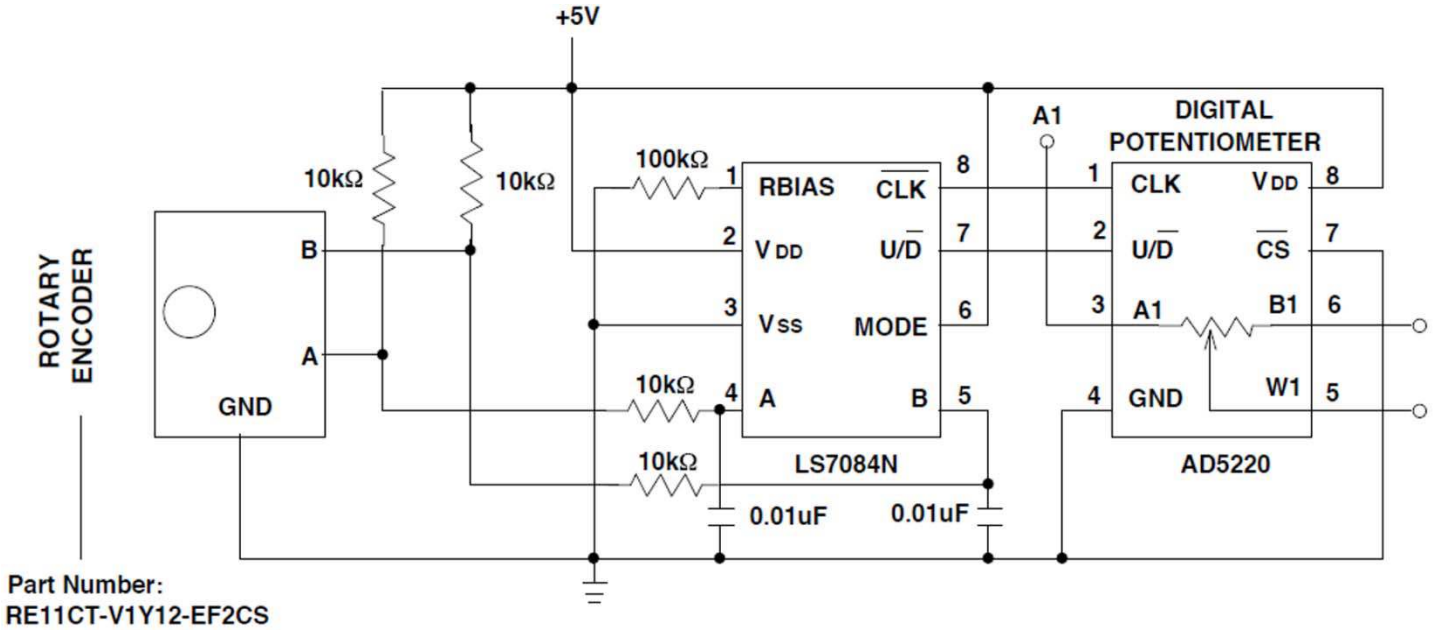 +5V
DIGITAL
POTENTIOMETER
A1
10kΩ
10kΩ
100kΩ
1
RBIAS
CLK
8
1
CLK
VDD
8
ROTARY
ENCODER
B
2
VDD
U/D
7
2
U/D
CS
7
3
VSS
MODE
6
3
A1
B1
6
A
GND
10kΩ
4
A
B
5
4
GND
W1
5
10kΩ
LS7084N
AD5220
0.01uF
0.01uF
Part Number:
RE11CT-V1Y12-EF2CS